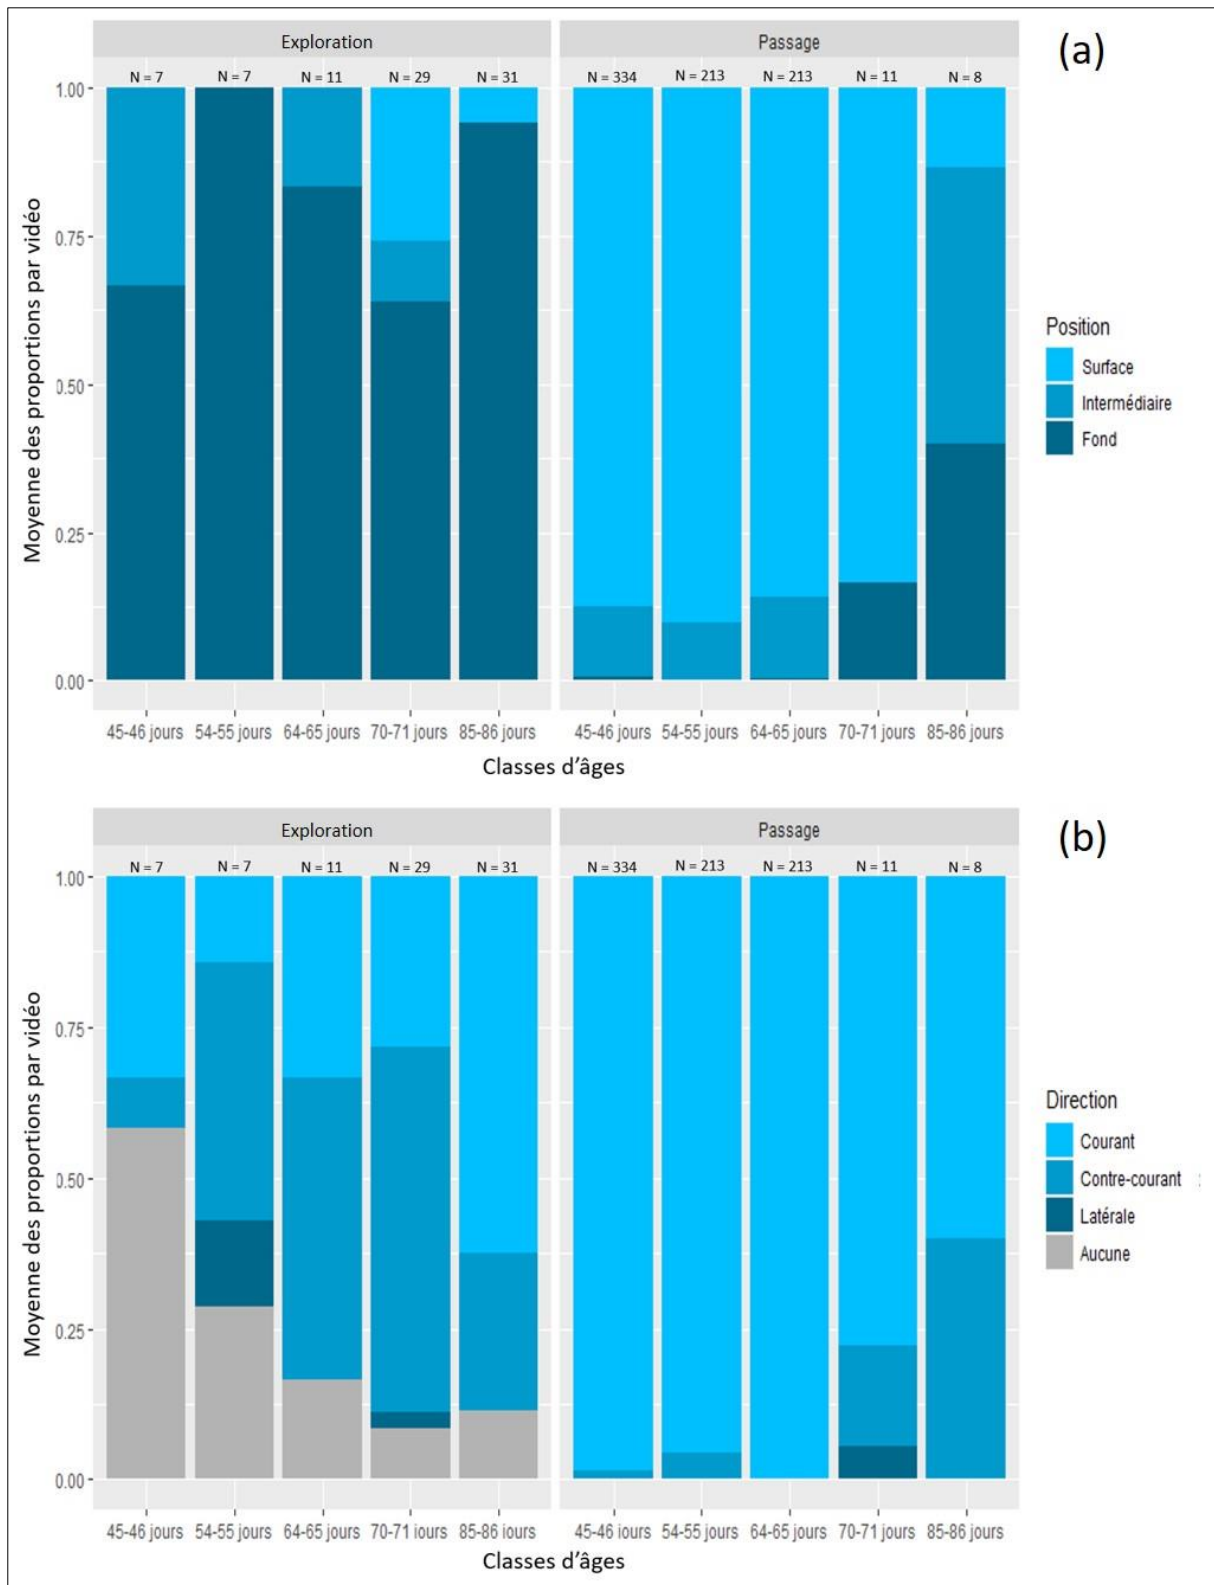 (a)
Exploration Passage
N = 7 N = 7 N = 11 N = 29 N = 31 N = 334 N = 213 N = 213 N = 11 N = 8
Moyenne des proportions par vidéo
1.00
0.75
0.50
0.25
0.00
45-46 jours 54-55 jours 64-65 jours 70-71 jours 85-86 jours 45-46 jours 54-55 jours 64-65 jours 70-71 jours 85-86 jours
Classes d'âges
Position
Surface
Intermédiaire
Fond
(b)
Exploration Passage
N = 7 N = 7 N = 11 N = 29 N = 31 N = 334 N = 213 N = 213 N = 11 N = 8
Moyenne des proportions par vidéo
1.00
0.75
0.50
0.25
0.00
45-46 jours 54-55 jours 64-65 jours 70-71 jours 85-86 jours 45-46 jours 54-55 jours 64-65 jours 70-71 jours 85-86 jours
Classes d'âges
Direction
Courant
Contre-courant :
Latérale
Aucune